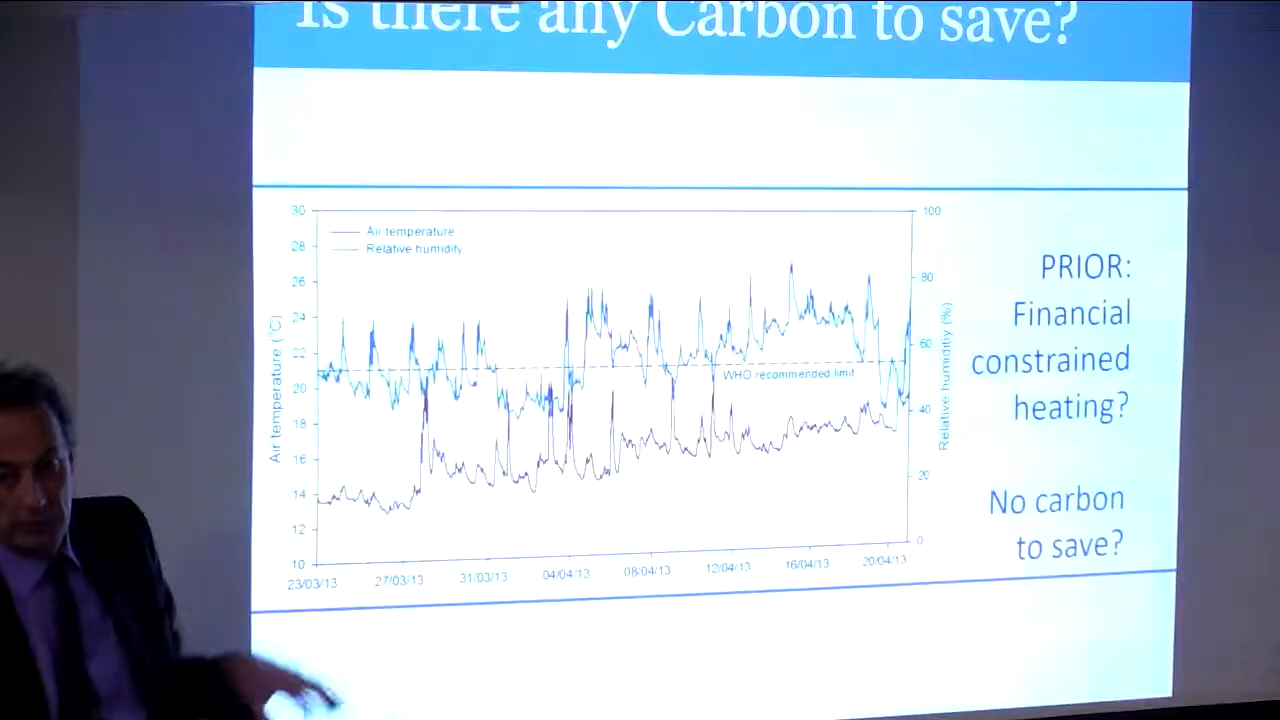 Is there any Carbon to save?
30
28
26
24
22
20
18
16
14
12
10
Air temperature (°C)
Air temperature
Relative humidity
WHO recommended limit
100
80
60
40
20
0
Relative humidity (%)
23/03/13 27/03/13 31/03/13 04/04/13 08/04/13 12/04/13 16/04/13 20/04/13
PRIOR:
Financial
constrained
heating?
No carbon
to save?